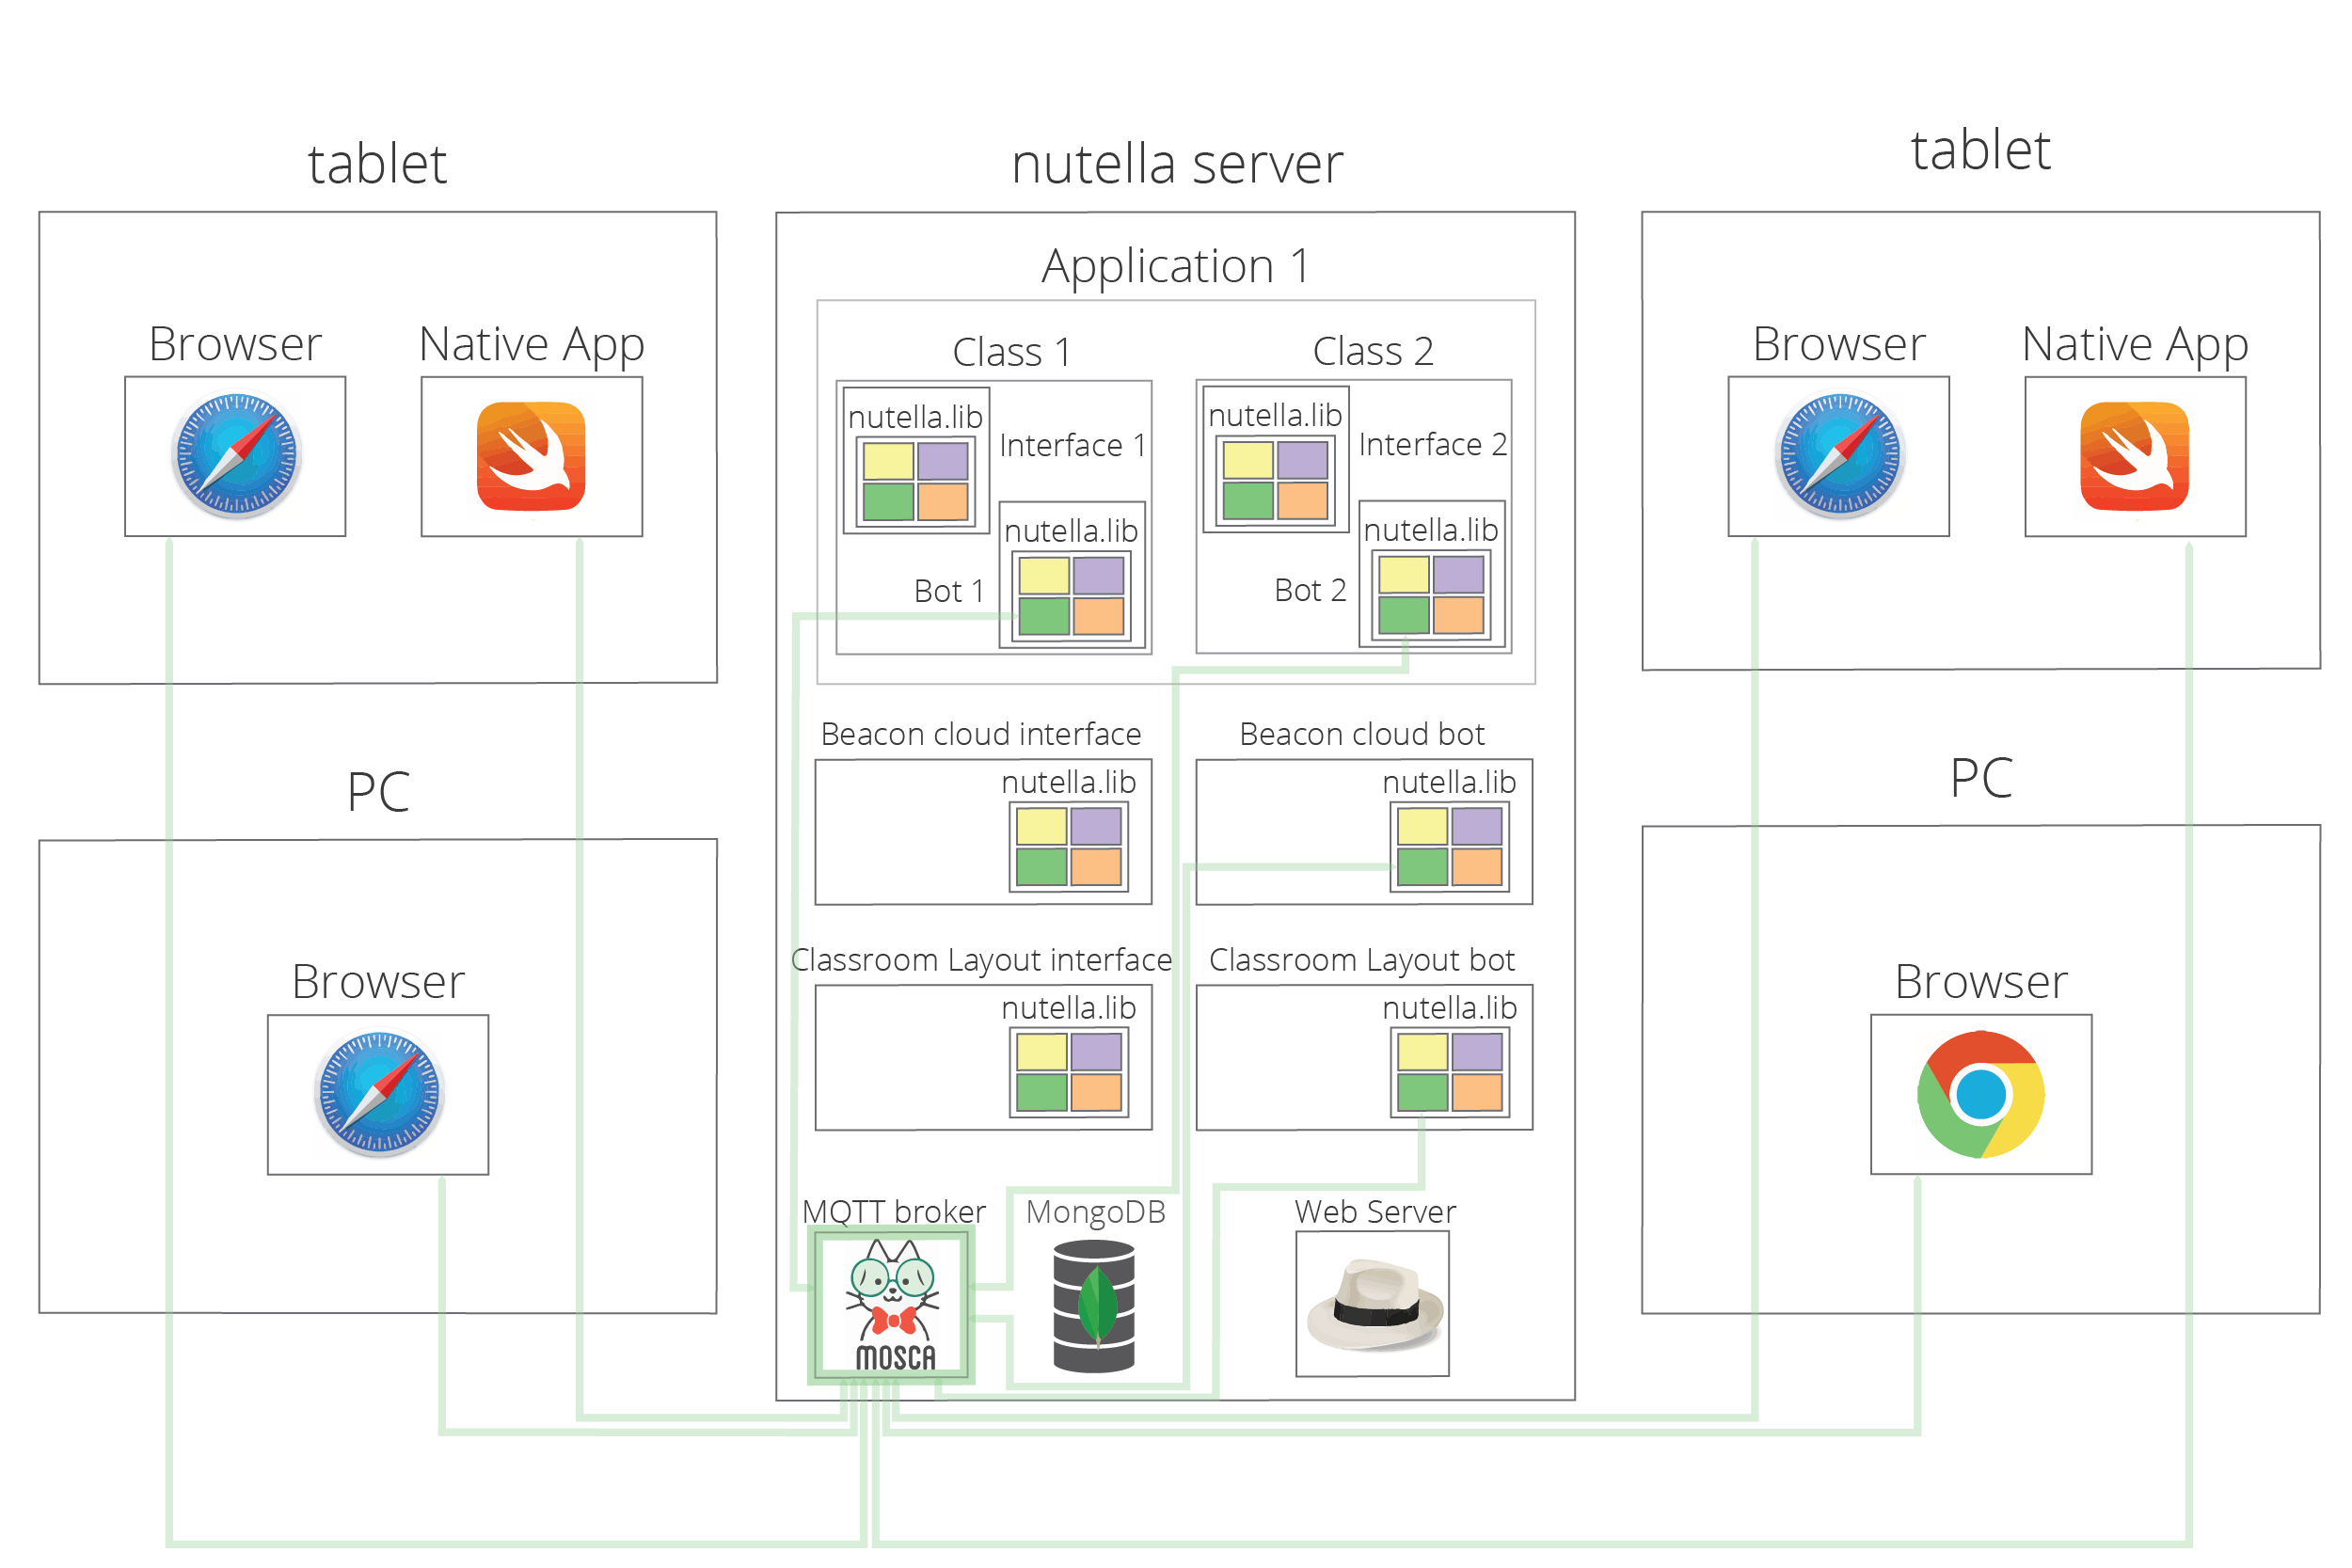 tablet
nutella server
tablet
Application 1
Browser
Native App
Class 1
Class 2
Browser
Native App
nutella.lib
Interface 1
nutella.lib
Interface 2
nutella.lib
Bot 1
nutella.lib
Bot 2
Beacon cloud interface
Beacon cloud bot
PC
nutella.lib
nutella.lib
PC
Classroom Layout interface
Classroom Layout bot
Browser
nutella.lib
nutella.lib
Browser
MQTT broker
MongoDB
Web Server
MOSCA